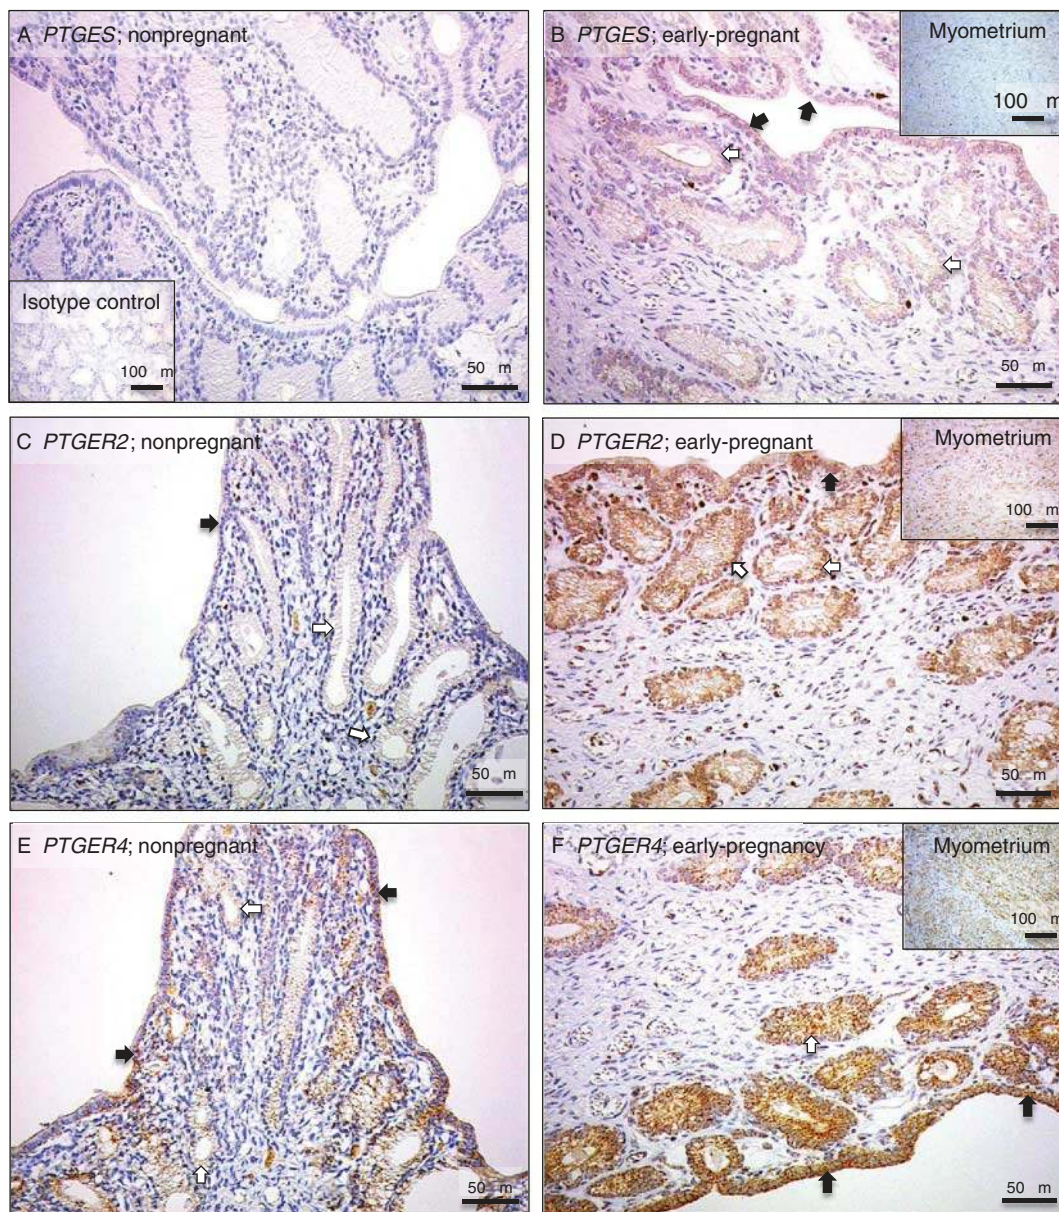 A PTGES; nonpregnant
Isotype control
100 m
50 m
B PTGES; early-pregnant
Myometrium
100 m
50 m
C PTGER2; nonpregnant
50 m
D PTGER2; early-pregnant
Myometrium
100 m
50 m
E PTGER4; nonpregnant
50 m
F PTGER4; early-pregnancy
Myometrium
100 m
50 m